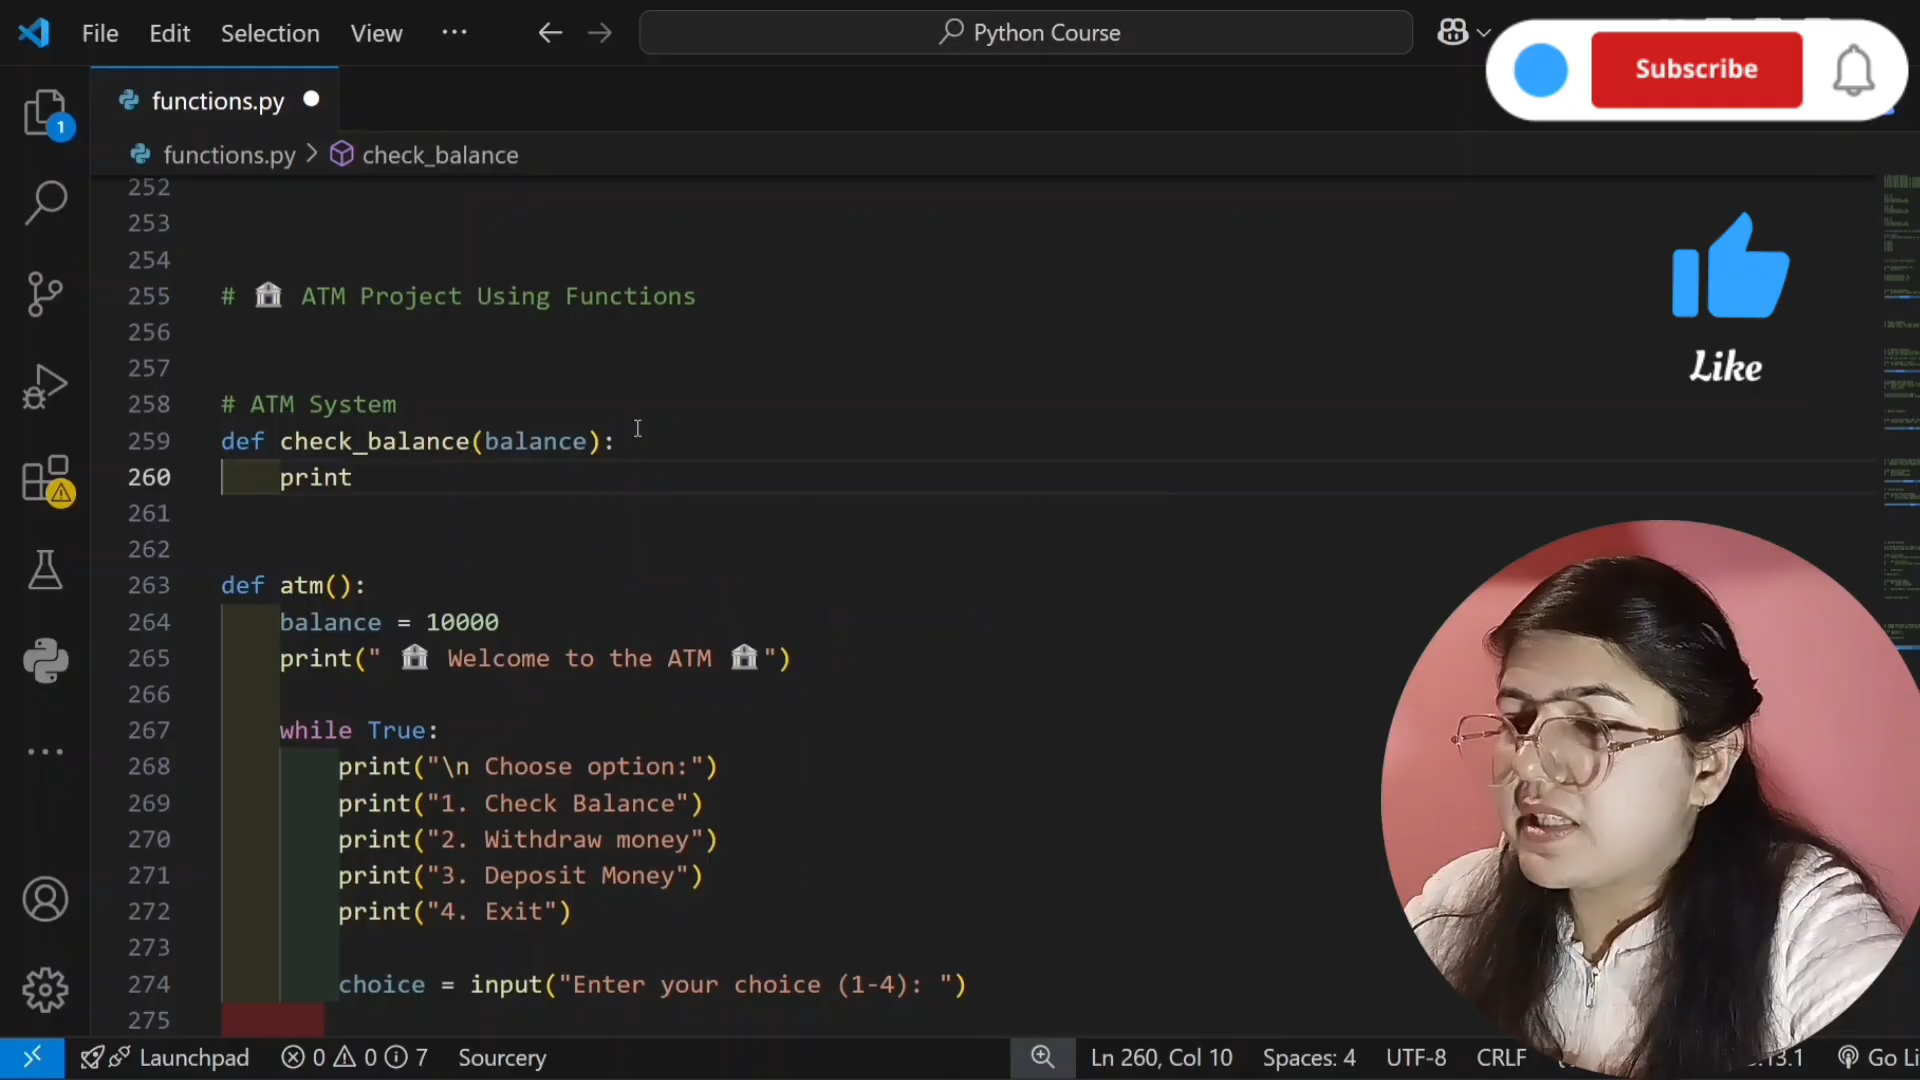 File Edit Selection View ··· Python Course
Subscribe
functions.py
1
functions.py > check_balance
252
253
254
255 # 🏦 ATM Project Using Functions
256
257
Like
258 # ATM System
259 def check_balance(balance):
260 print
261
262
263 def atm():
264 balance = 10000
265 print(" 🏦 Welcome to the ATM 🏦")
266
267 while True:
268 print("\n Choose option:")
269 print("1. Check Balance")
270 print("2. Withdraw money")
271 print("3. Deposit Money")
272 print("4. Exit")
273
274 choice = input("Enter your choice (1-4): ")
275
Launchpad 0 0 7 Sourcery Ln 260, Col 10 Spaces: 4 UTF-8 CRLF .13.1 Go Li